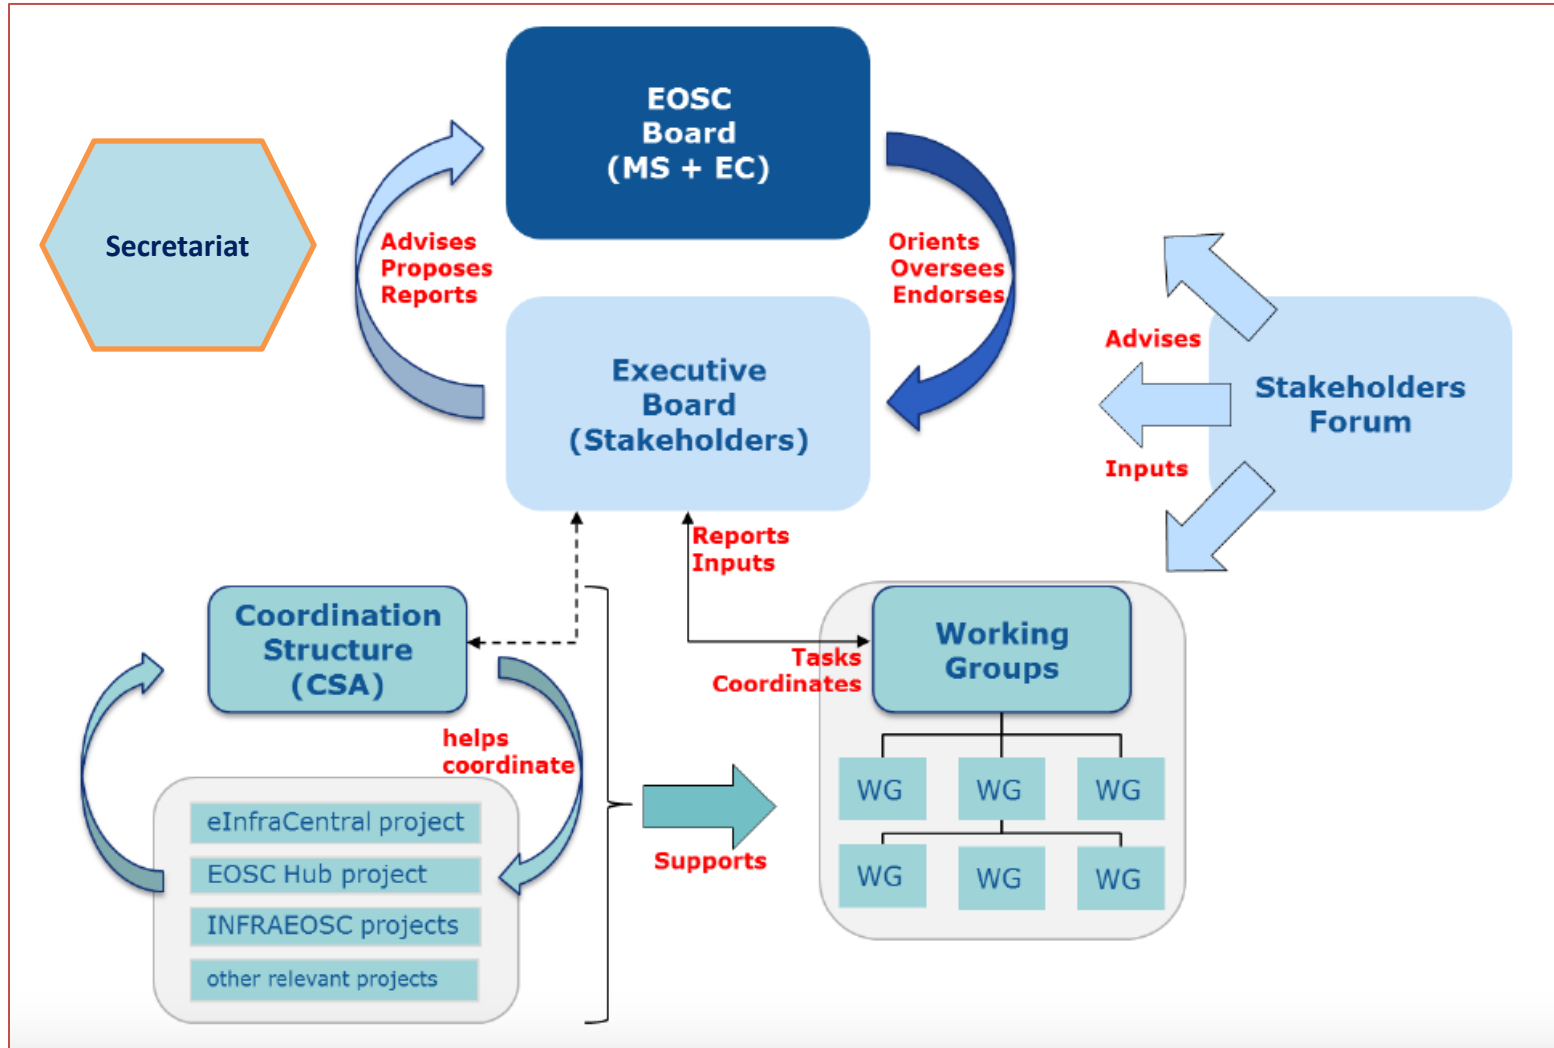 EOSC
Board
(MS + EC)
Secretariat
Advises
Proposes
Reports
Orients
Oversees
Endorses
Executive
Board
(Stakeholders)
Advises
Inputs
Stakeholders
Forum
Reports
Inputs
Coordination
Structure
(CSA)
Tasks
Coordinates
Working
Groups
helps
coordinate
eInfraCentral project
EOSC Hub project
INFRAEOSC projects
other relevant projects
Supports
WG
WG
WG
WG
WG
WG